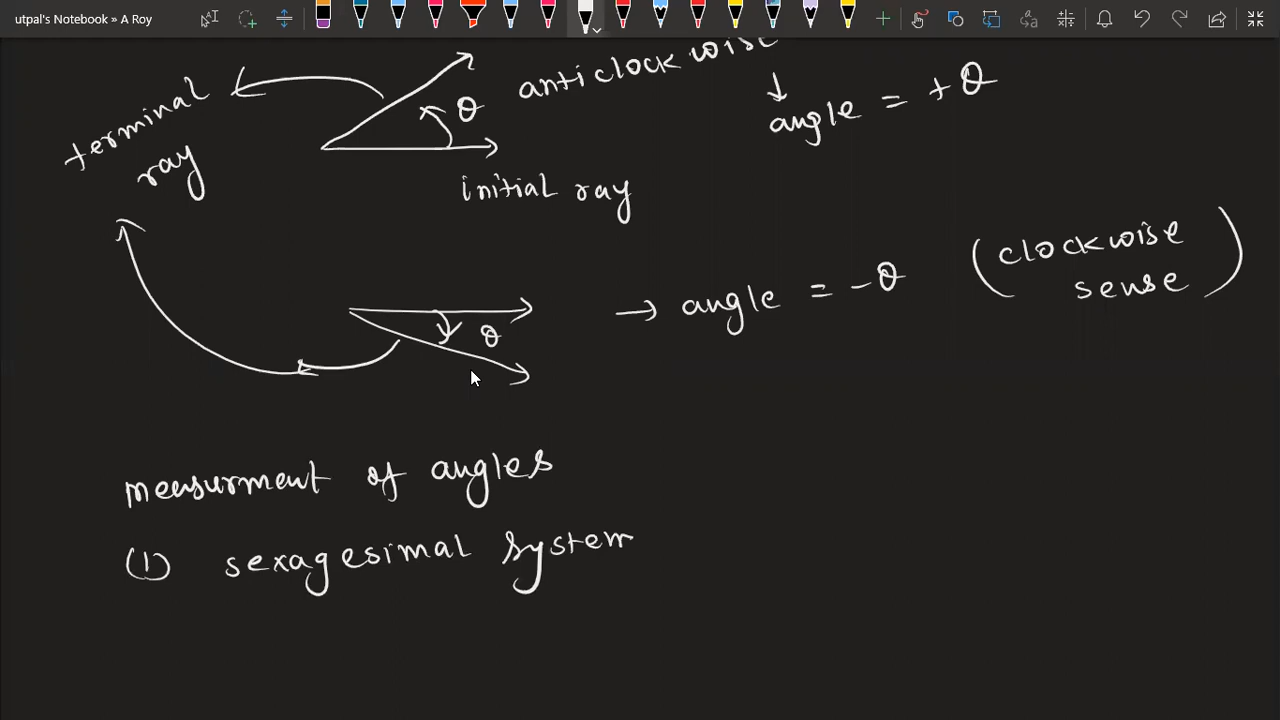 utpal's Notebook » A Roy
anticlockwise
θ
angle = +θ
terminal
ray
initial ray
(clockwise
sense)
→ angle = -θ
θ
measurment of angles
(1) sexagesimal system